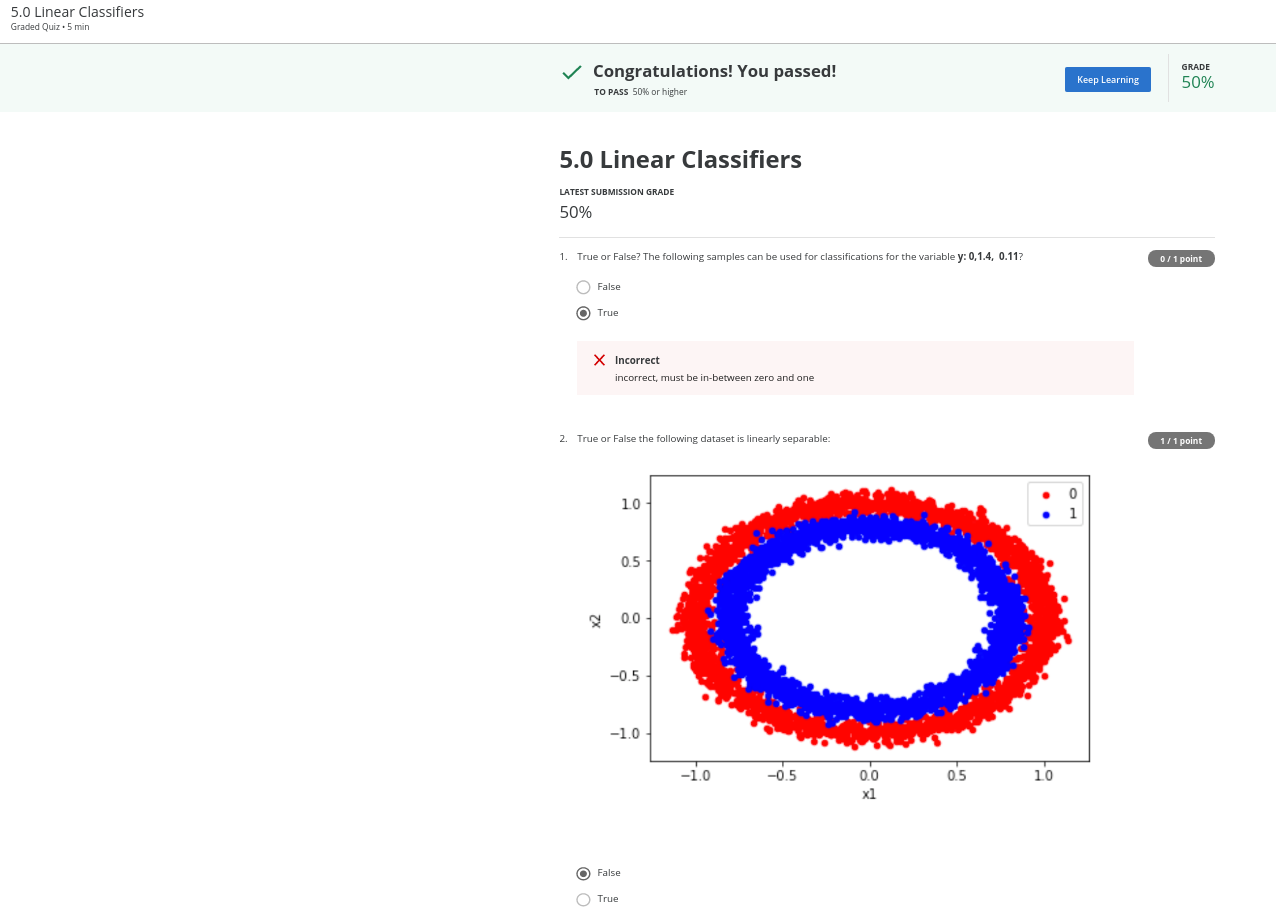 5.0 Linear Classifiers
Graded Quiz • 5 min
Congratulations! You passed!
TO PASS 50% or higher
Keep Learning
GRADE
50%
5.0 Linear Classifiers
LATEST SUBMISSION GRADE
50%
1. True or False? The following samples can be used for classifications for the variable y: 0,1.4, 0.11?
0 / 1 point
False
True
Incorrect
incorrect, must be in-between zero and one
2. True or False the following dataset is linearly separable:
1 / 1 point
0
1
1.0
0.5
0.0
−0.5
−1.0
x2
−1.0 −0.5 0.0 0.5 1.0
x1
False
True